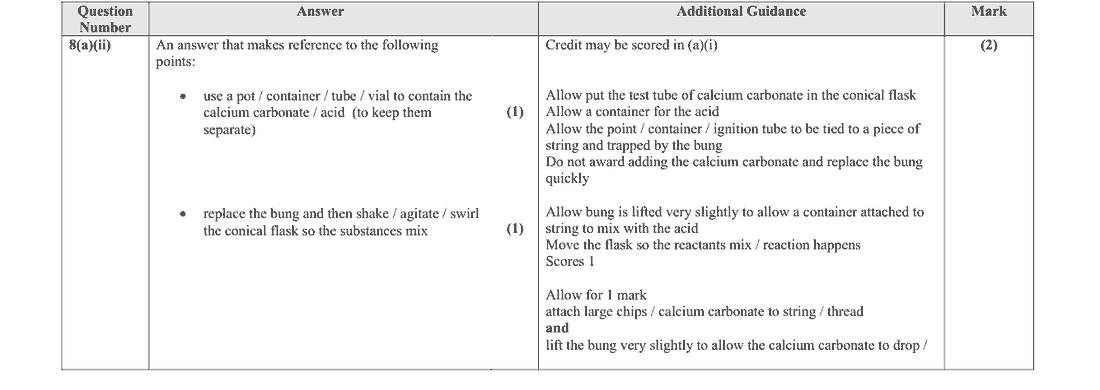 Question Number
Answer
Additional Guidance
Mark
8(a)(ii)
An answer that makes reference to the following
points:
• use a pot / container / tube / vial to contain the
calcium carbonate / acid (to keep them
separate)
(1)
• replace the bung and then shake / agitate / swirl
the conical flask so the substances mix
(1)
Credit may be scored in (a)(i)
Allow put the test tube of calcium carbonate in the conical flask
Allow a container for the acid
Allow the point / container / ignition tube to be tied to a piece of
string and trapped by the bung
Do not award adding the calcium carbonate and replace the bung
quickly
Allow bung is lifted very slightly to allow a container attached to
string to mix with the acid
Move the flask so the reactants mix / reaction happens
Scores 1
Allow for 1 mark
attach large chips / calcium carbonate to string / thread
and
lift the bung very slightly to allow the calcium carbonate to drop /
(2)